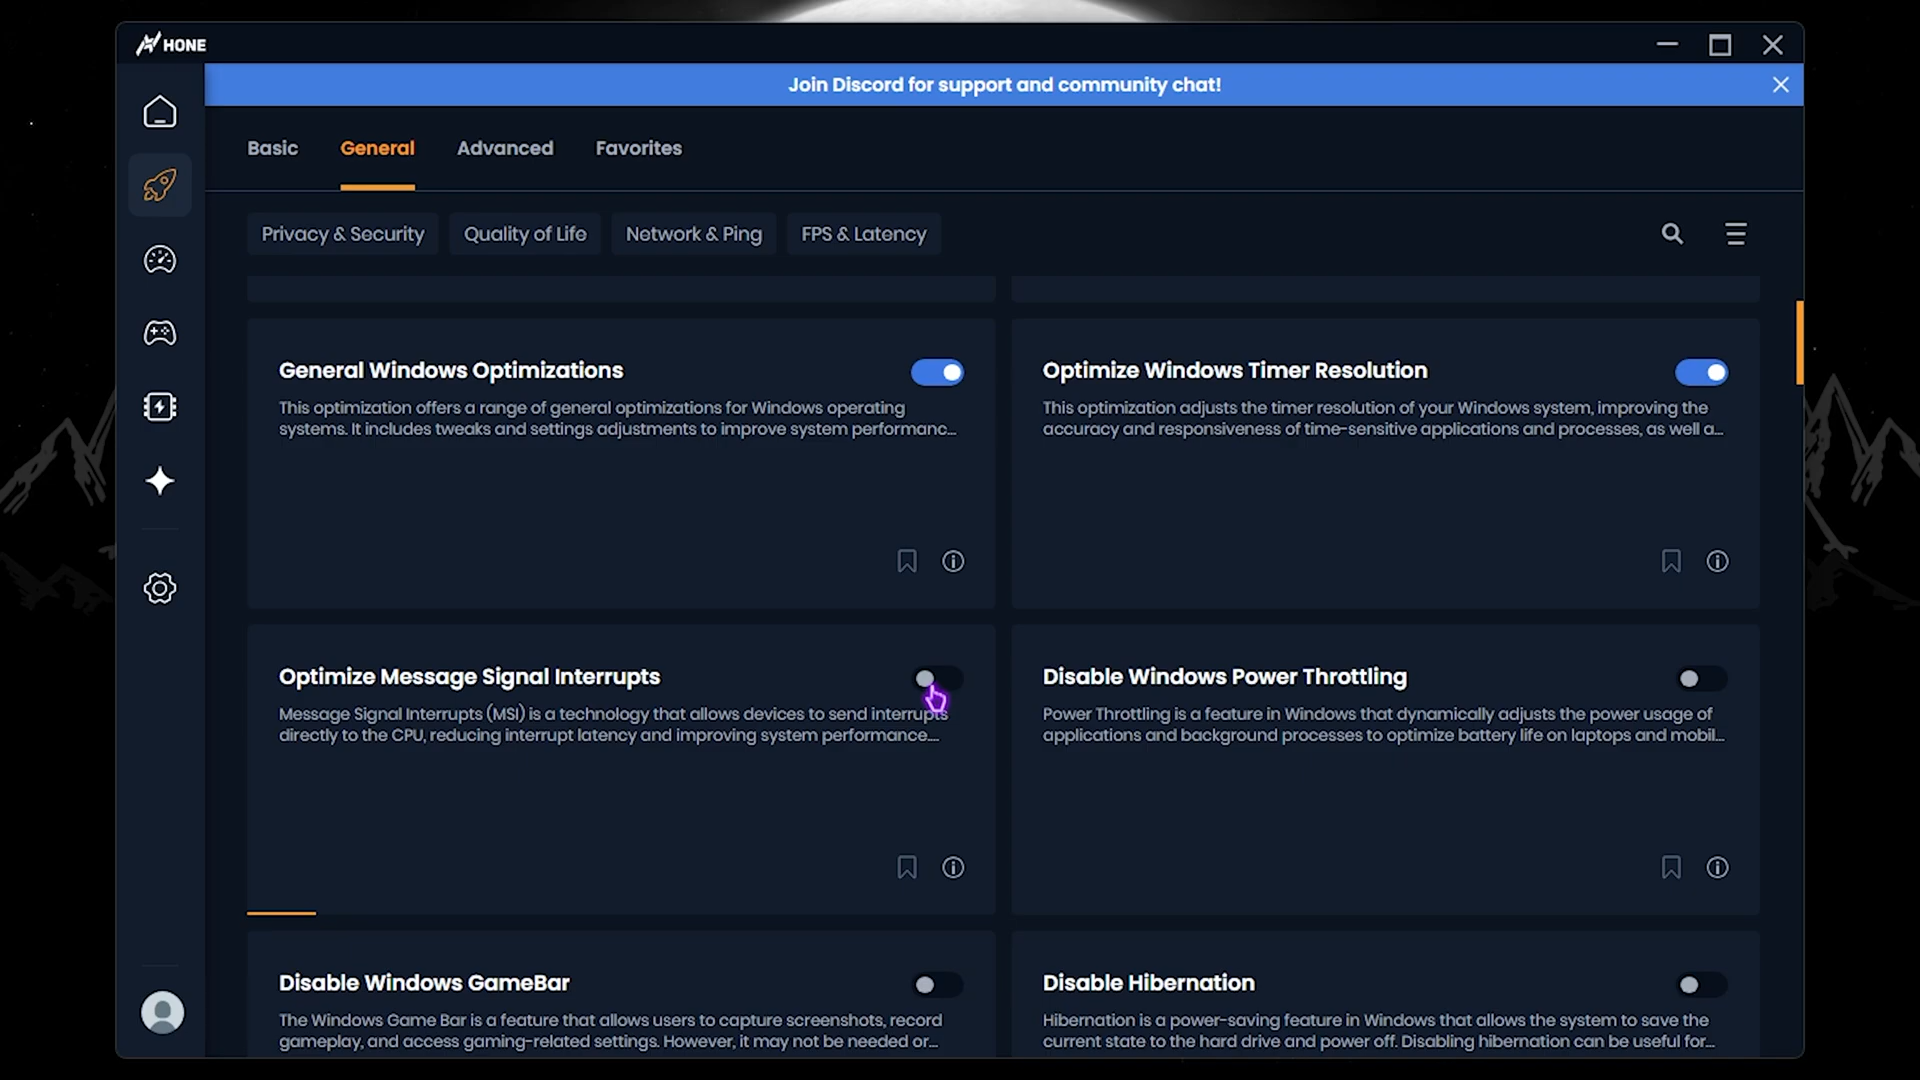 HONE
Join Discord for support and community chat!
Basic General Advanced Favorites
Privacy & Security Quality of Life Network & Ping FPS & Latency
General Windows Optimizations
This optimization offers a range of general optimizations for Windows operating
systems. It includes tweaks and settings adjustments to improve system performanc...
Optimize Windows Timer Resolution
This optimization adjusts the timer resolution of your Windows system, improving the
accuracy and responsiveness of time-sensitive applications and processes, as well a...
Optimize Message Signal Interrupts
Message Signal Interrupts (MSI) is a technology that allows devices to send interrupts
directly to the CPU, reducing interrupt latency and improving system performance....
Disable Windows Power Throttling
Power Throttling is a feature in Windows that dynamically adjusts the power usage of
applications and background processes to optimize battery life on laptops and mobil...
Disable Windows GameBar
The Windows Game Bar is a feature that allows users to capture screenshots, record
gameplay, and access gaming-related settings. However, it may not be needed or...
Disable Hibernation
Hibernation is a power-saving feature in Windows that allows the system to save the
current state to the hard drive and power off. Disabling hibernation can be useful for...